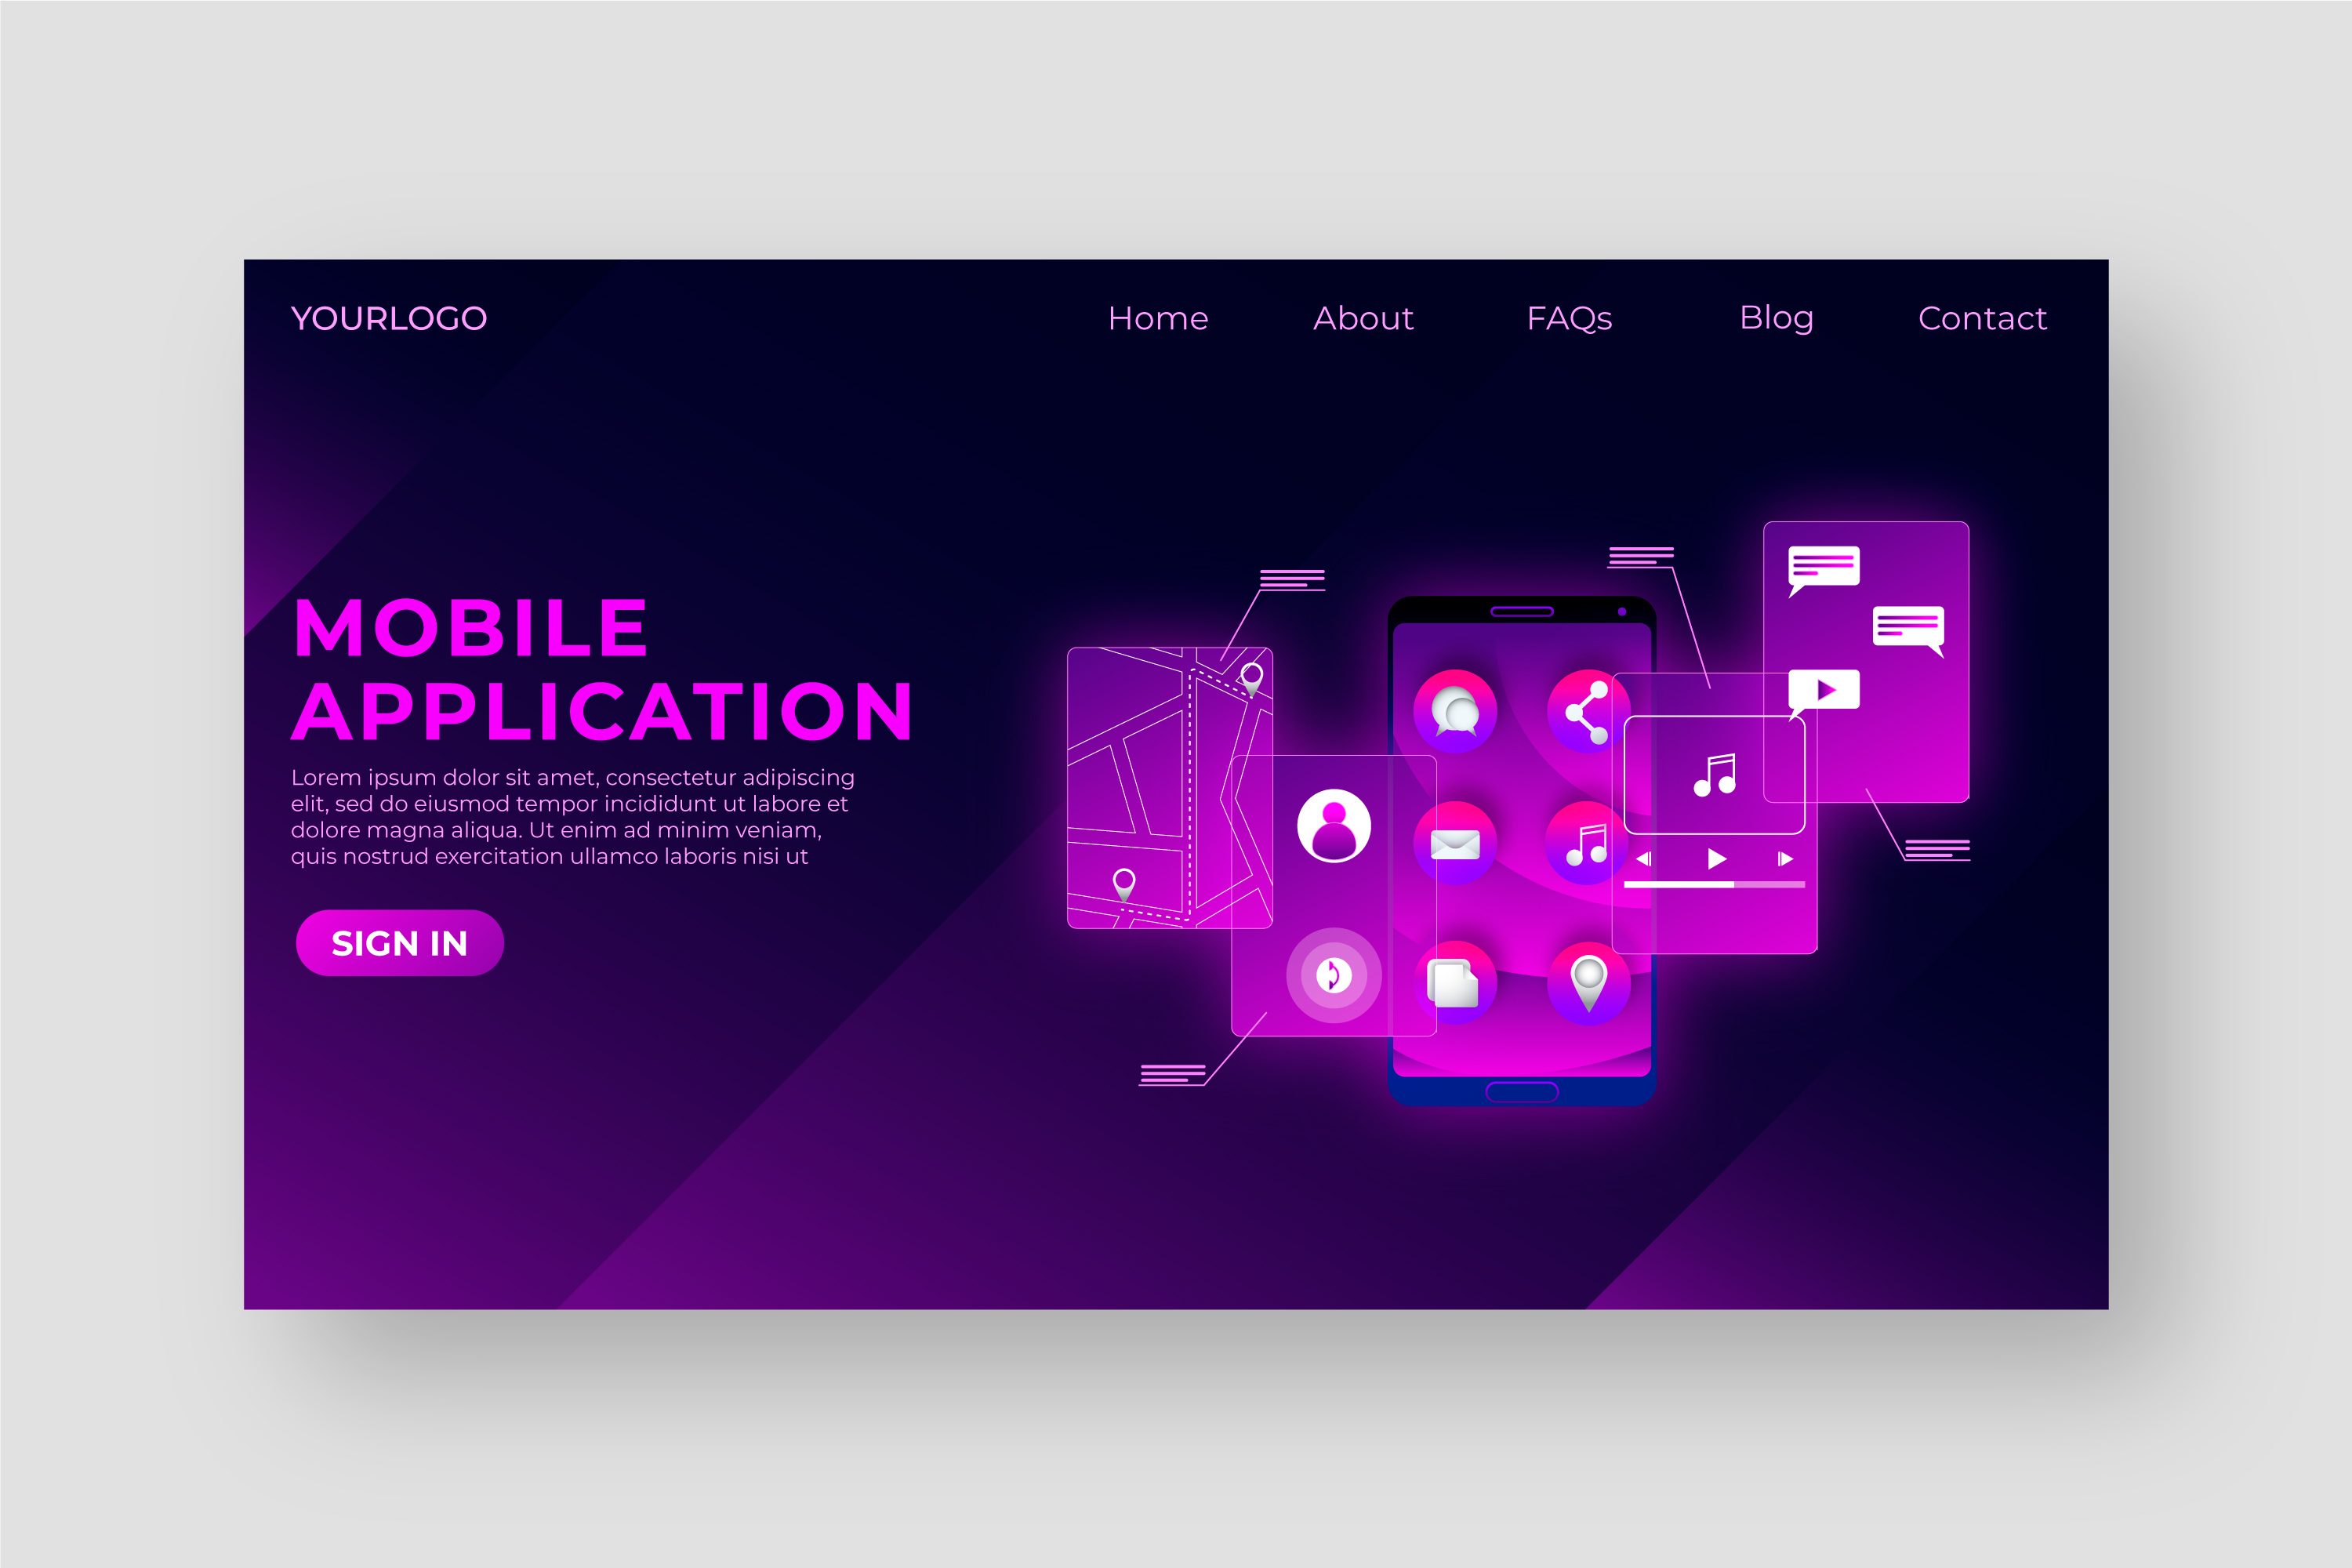 YOURLOGO
Home
About
FAQs
Blog
Contact
MOBILE
APPLICATION
Lorem ipsum dolor sit amet, consectetur adipiscing
elit, sed do eiusmod tempor incididunt ut labore et
dolore magna aliqua. Ut enim ad minim veniam,
quis nostrud exercitation ullamco laboris nisi ut
SIGN IN